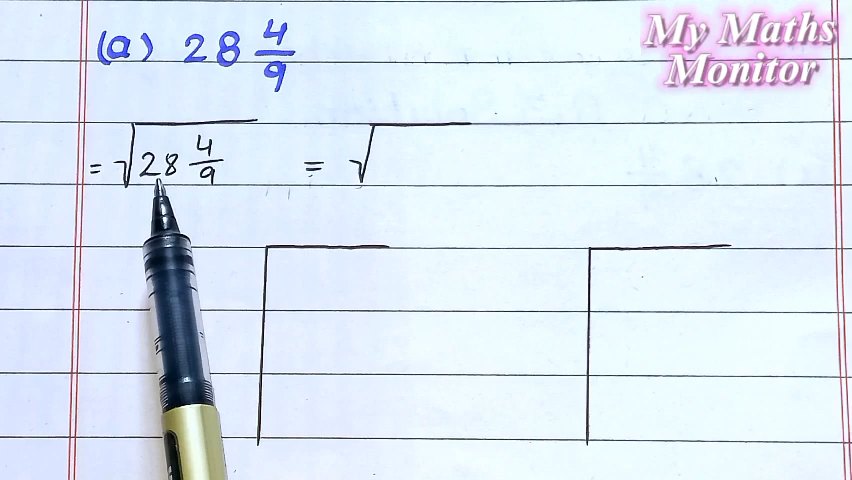 (a) 28 4/9
My Maths Monitor
= √28 4/9 = √